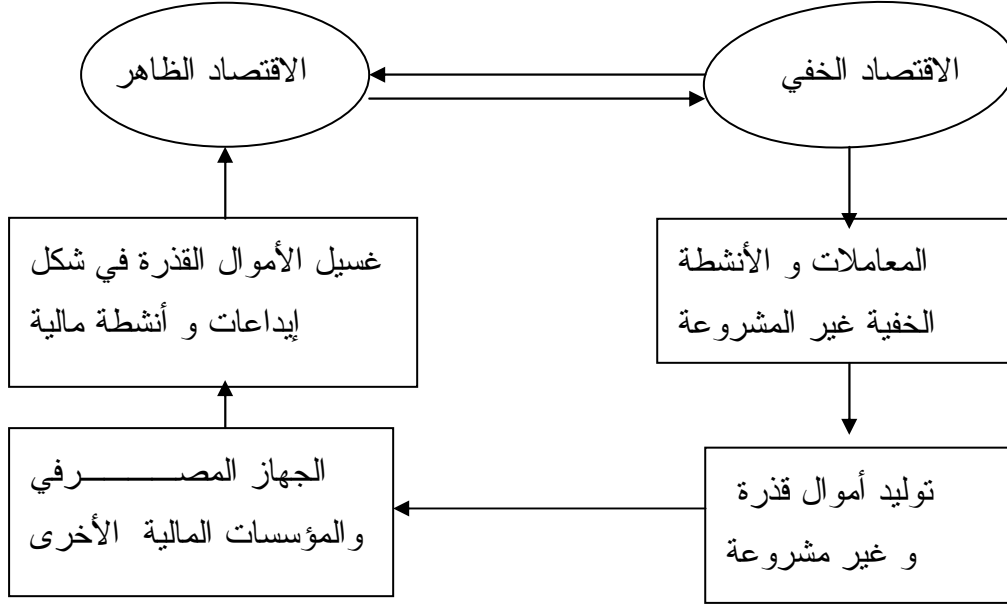 الاقتصاد الخفي
الاقتصاد الظاهر
المعاملات و الأنشطة
الخفية غير المشروعة
غسيل الأموال القذرة في شكل
إيداعات و أنشطة مالية
توليد أموال قذرة
و غير مشروعة
الجهاز المصـــــــرفي
والمؤسسات المالية الأخرى